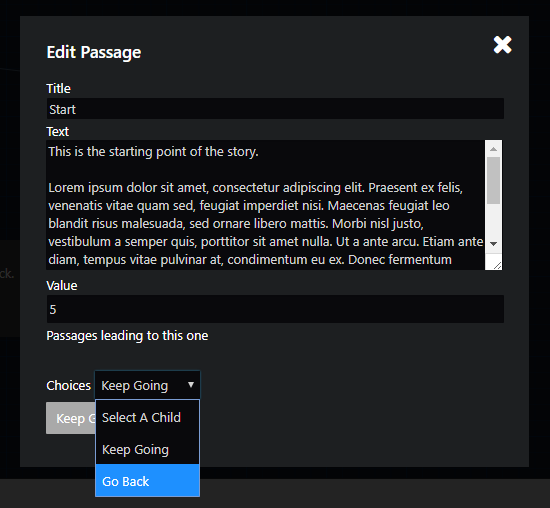 Edit Passage
Title
Start
Text
This is the starting point of the story.
Lorem ipsum dolor sit amet, consectetur adipiscing elit. Praesent ex felis,
venenatis vitae quam sed, feugiat imperdiet nisi. Maecenas feugiat leo
blandit risus malesuada, sed ornare libero mattis. Morbi nisl justo,
vestibulum a semper quis, porttitor sit amet nulla. Ut a ante arcu. Etiam ante
diam, tempus vitae pulvinar at, condimentum eu ex. Donec fermentum
Value
5
Passages leading to this one
Choices Keep Going
Select A Child
Keep Going
Go Back